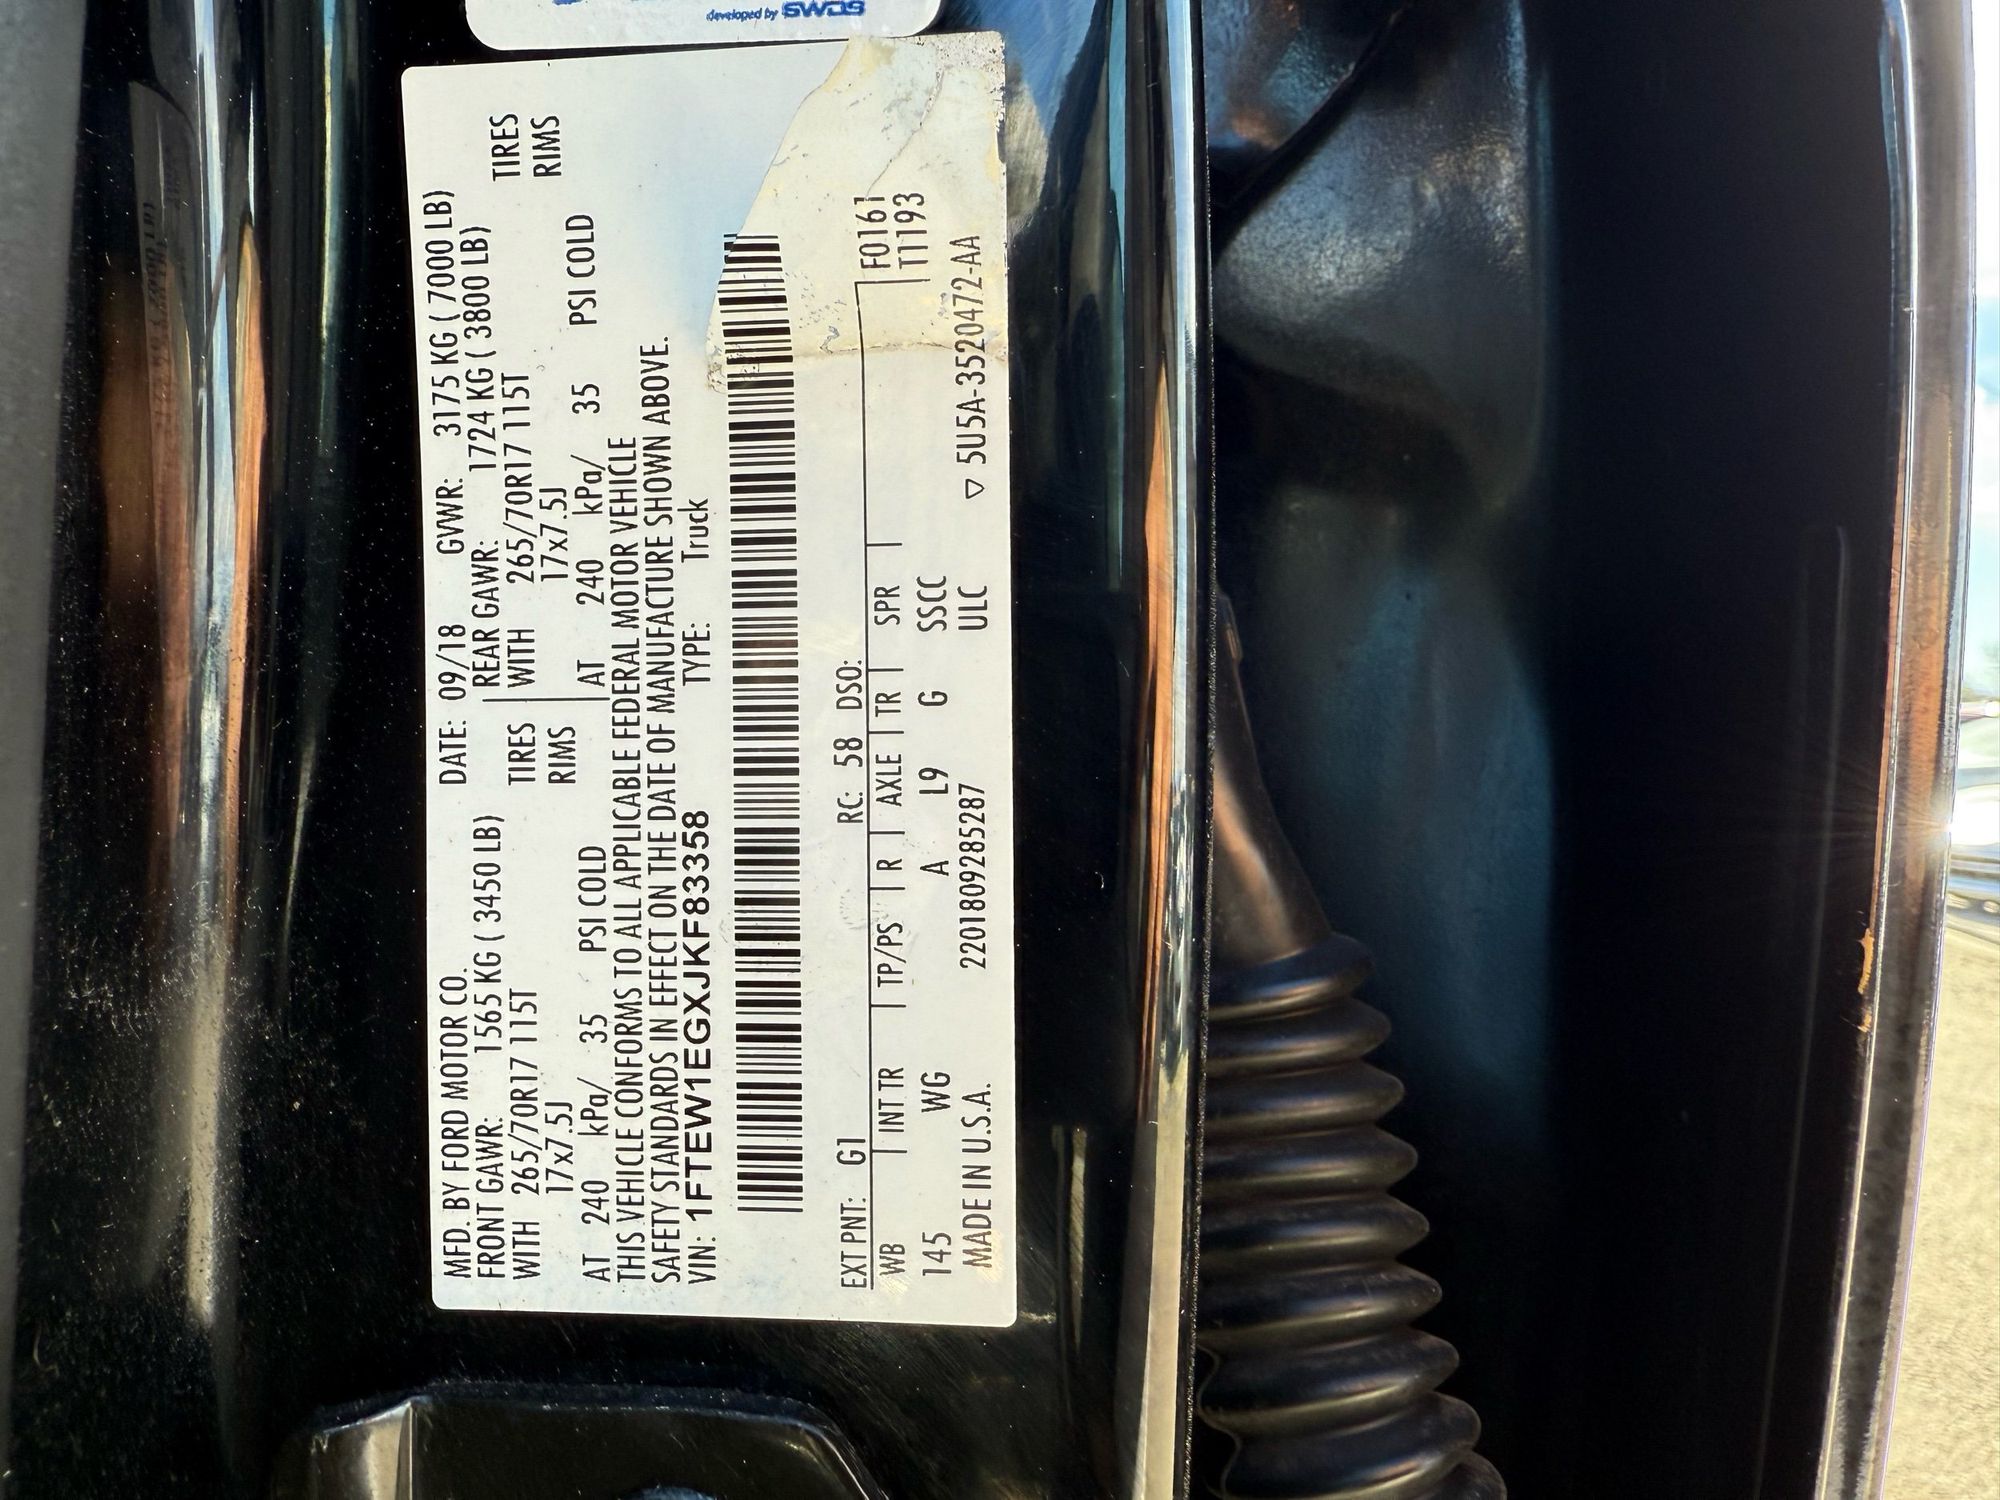 developed by SWDS
MFD. BY FORD MOTOR CO. DATE: 09/18 GVWR: 3175 KG ( 7000 LB)
FRONT GAWR: 1565 KG ( 3450 LB) REAR GAWR: 1724 KG ( 3800 LB)
WITH 265/70R17 115T TIRES WITH 265/70R17 115T TIRES
17x7.5J RIMS 17x7.5J RIMS
AT 240 kPa/ 35 PSI COLD AT 240 kPa/ 35 PSI COLD
THIS VEHICLE CONFORMS TO ALL APPLICABLE FEDERAL MOTOR VEHICLE
SAFETY STANDARDS IN EFFECT ON THE DATE OF MANUFACTURE SHOWN ABOVE.
VIN: 1FTEW1EGXJKF83358 TYPE: Truck
EXT PNT: G1 RC: 58 DSO: F0161
WB INT TR TP/PS R AXLE TR SPR T1193
145 WG A L9 G SSCC
MADE IN U.S.A. 2201809285287 ULC ▽ 5U5A-3520472-AA